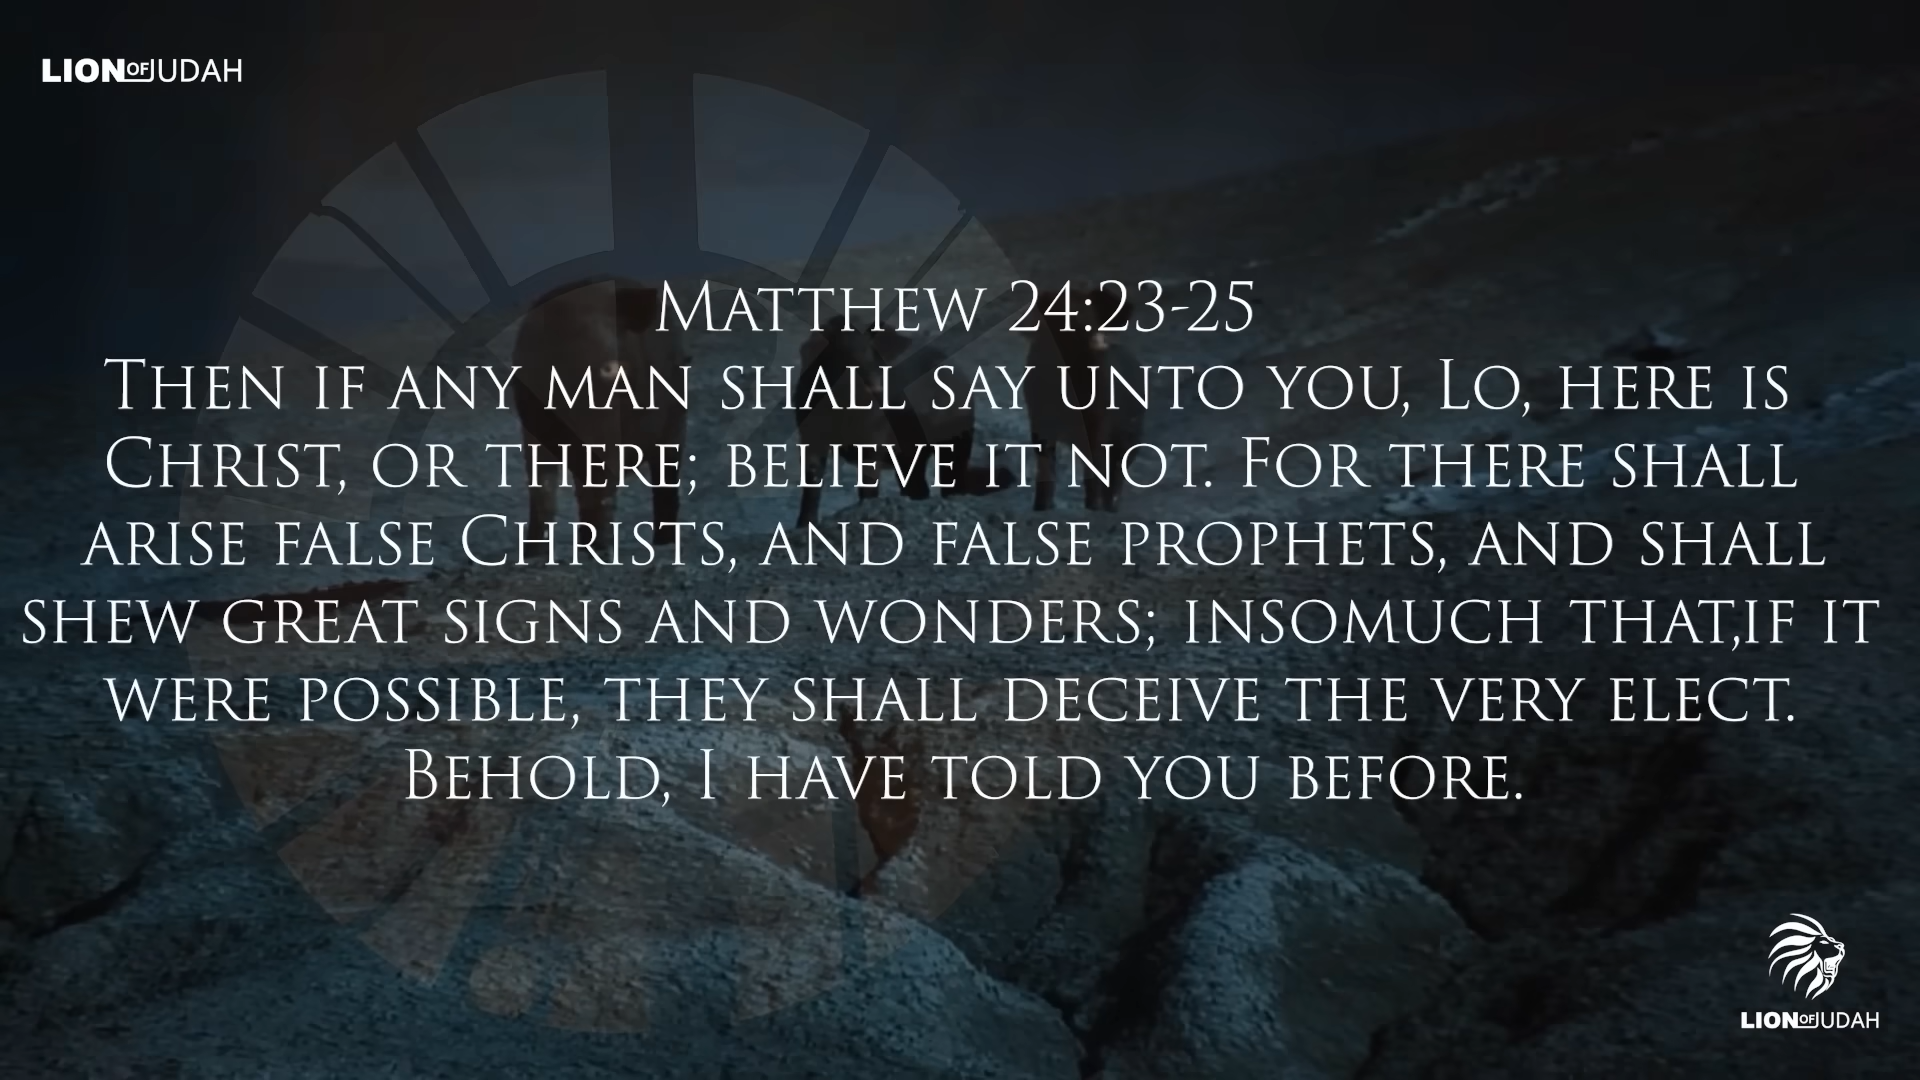 LION OF JUDAH
Matthew 24:23-25
Then if any man shall say unto you, Lo, here is
Christ, or there; believe it not. For there shall
arise false Christs, and false prophets, and shall
shew great signs and wonders; insomuch that,if it
were possible, they shall deceive the very elect.
Behold, I have told you before.
LION OF JUDAH